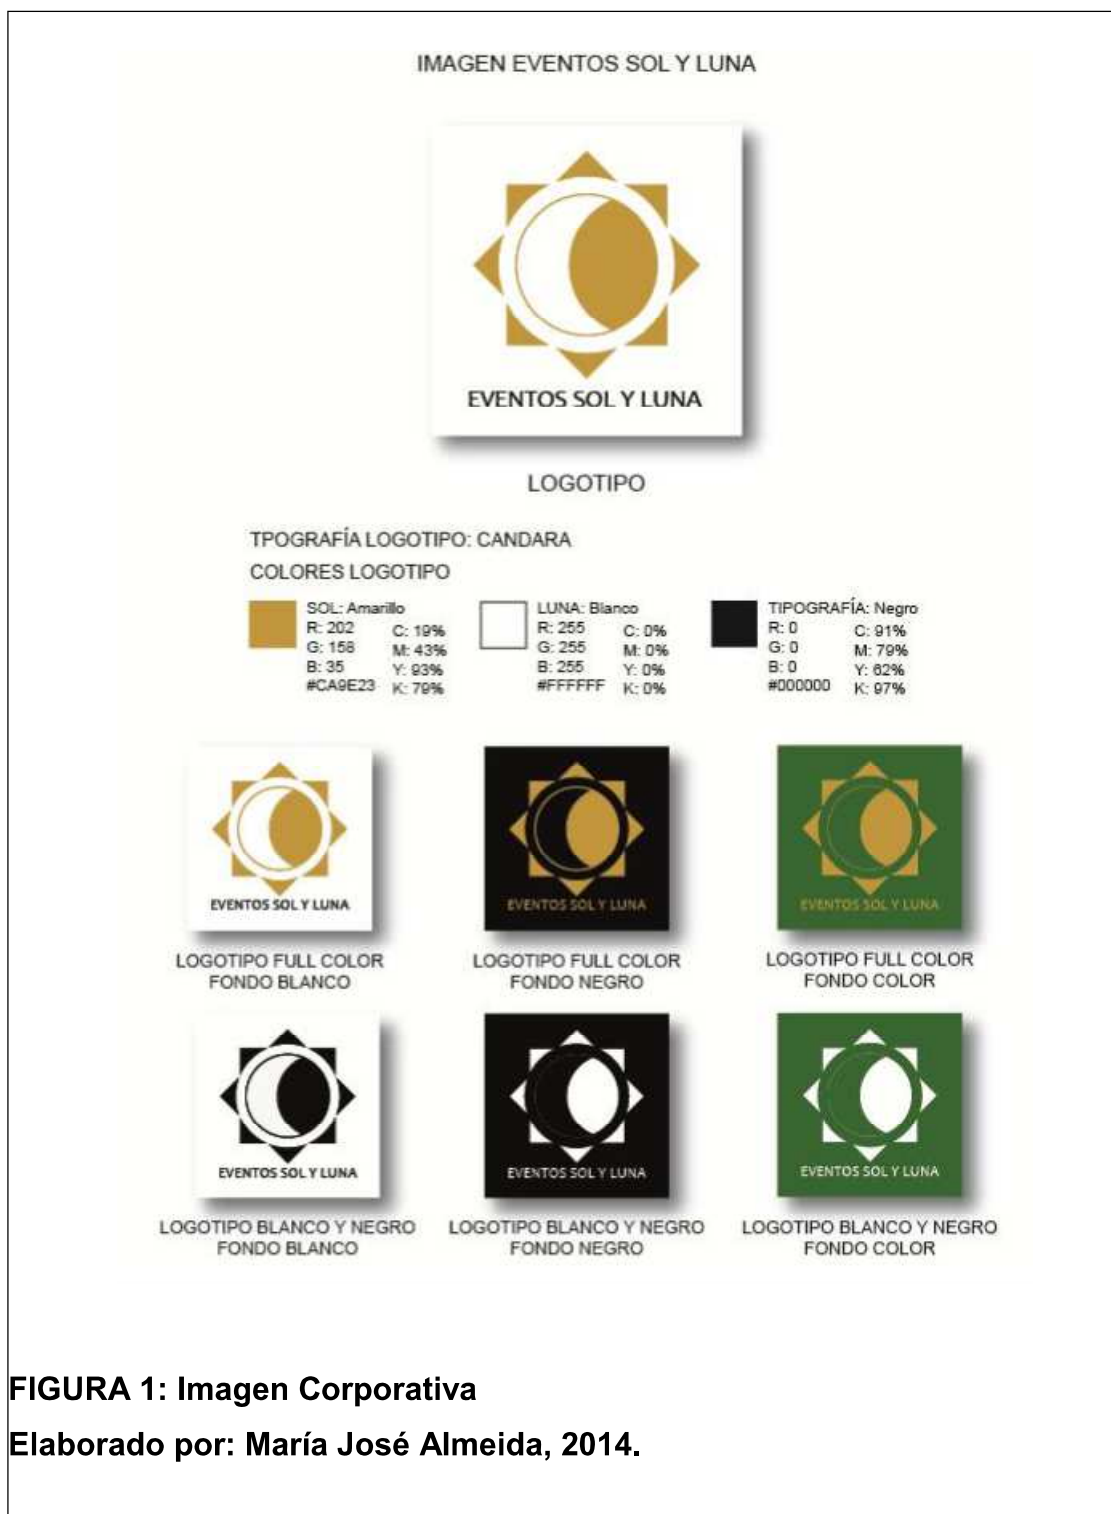 IMAGEN EVENTOS SOL Y LUNA
EVENTOS SOL Y LUNA
LOGOTIPO
TPOGRAFÍA LOGOTIPO: CANDARA
COLORES LOGOTIPO
SOL: Amarillo
R: 202 C: 19%
G: 158 M: 43%
B: 35 Y: 93%
#CA9E23 K: 79%
LUNA: Blanco
R: 255 C: 0%
G: 255 M: 0%
B: 255 Y: 0%
#FFFFFF K: 0%
TIPOGRAFÍA: Negro
R: 0 C: 91%
G: 0 M: 79%
B: 0 Y: 62%
#000000 K: 97%
EVENTOS SOL Y LUNA
LOGOTIPO FULL COLOR
FONDO BLANCO
EVENTOS SOL Y LUNA
LOGOTIPO FULL COLOR
FONDO NEGRO
EVENTOS SOL Y LUNA
LOGOTIPO FULL COLOR
FONDO COLOR
EVENTOS SOL Y LUNA
LOGOTIPO BLANCO Y NEGRO
FONDO BLANCO
EVENTOS SOL Y LUNA
LOGOTIPO BLANCO Y NEGRO
FONDO NEGRO
EVENTOS SOL Y LUNA
LOGOTIPO BLANCO Y NEGRO
FONDO COLOR
FIGURA 1: Imagen Corporativa
Elaborado por: María José Almeida, 2014.